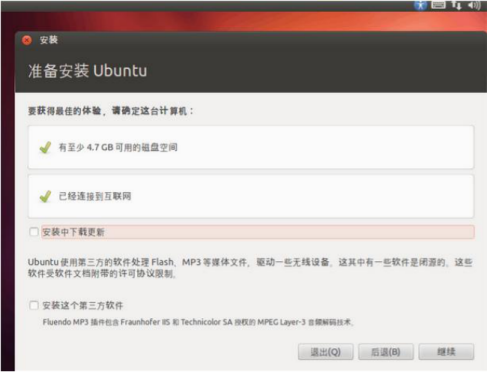 安装
准备安装 Ubuntu
要获得最佳的体验，请确定这台计算机：
有至少 4.7 GB 可用的磁盘空间
已经连接到互联网
安装中下载更新
Ubuntu 使用第三方的软件处理 Flash、MP3 等媒体文件，驱动一些无线设备。这其中有一些软件是闭源的。这些
软件受软件文档附带的许可协议限制。
安装这个第三方软件
Fluendo MP3 插件包含 Fraunhofer IIS 和 Technicolor SA 授权的 MPEG Layer-3 音频解码技术。
退出(Q) 后退(B) 继续